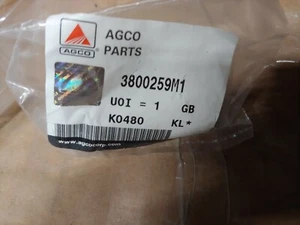 AGCO
AGCO
PARTS
3800259M1
UOI = 1 GB
K0480 KL*
www.agcocorp.com